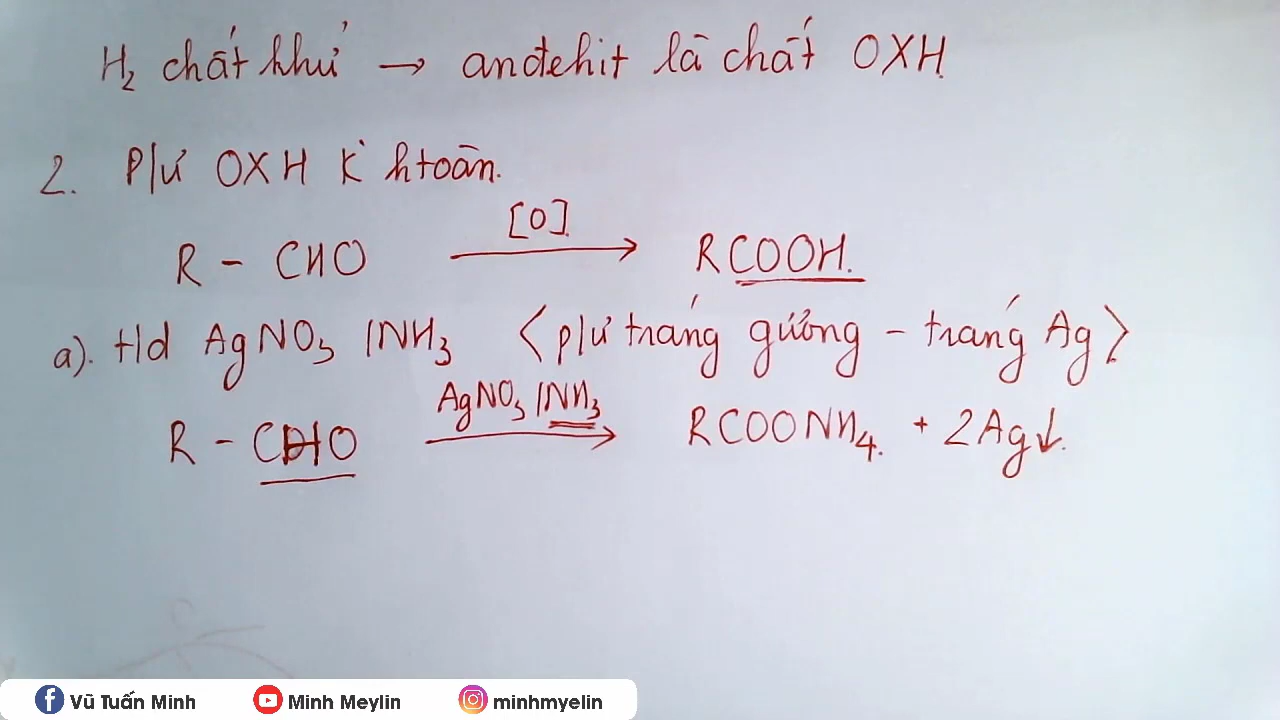 H₂ chất khử → anđehit là chất OXH.
2. P/ư OXH K htoàn.
[O]
R - CHO → RCOOH.
a). t/d AgNO₃ /NH₃ <p/ư tráng gương - tráng Ag>
AgNO₃ /NH₃
R - CHO → RCOONH₄. + 2Ag↓.
Vũ Tuấn Minh Minh Meylin minhmyelin